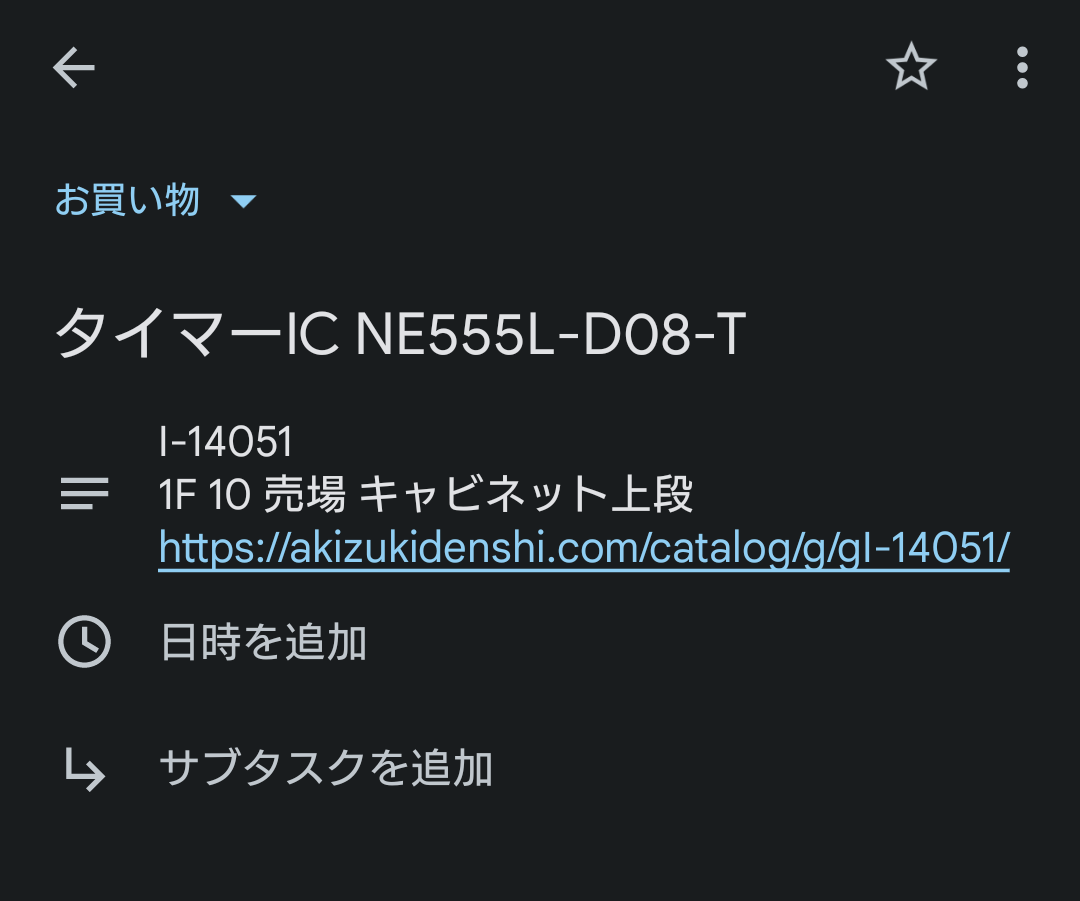 お買い物
タイマーIC NE555L-D08-T
I-14051
1F 10 売場 キャビネット上段
https://akizukidenshi.com/catalog/g/gI-14051/
日時を追加
サブタスクを追加